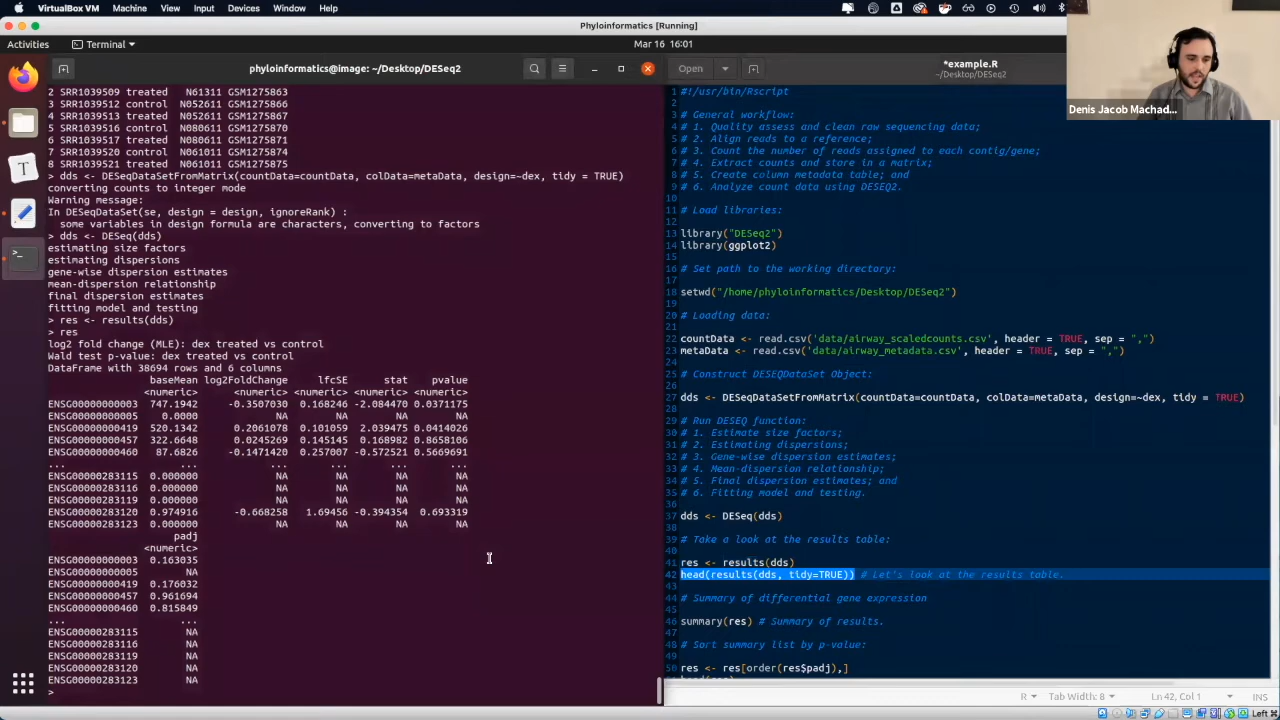 VirtualBox VM Machine View Input Devices Window Help
Phyloinformatics [Running]
Activities Terminal Mar 16 16:01
phyloinformatics@image: ~/Desktop/DESeq2
2 SRR1039509 treated N61311 GSM1275863
3 SRR1039512 control N052611 GSM1275866
4 SRR1039513 treated N052611 GSM1275867
5 SRR1039516 control N080611 GSM1275870
6 SRR1039517 treated N080611 GSM1275871
7 SRR1039520 control N061011 GSM1275874
8 SRR1039521 treated N061011 GSM1275875
> dds <- DESeqDataSetFromMatrix(countData=countData, colData=metaData, design=~dex, tidy = TRUE)
converting counts to integer mode
Warning message:
In DESeqDataSet(se, design = design, ignoreRank) :
some variables in design formula are characters, converting to factors
> dds <- DESeq(dds)
estimating size factors
estimating dispersions
gene-wise dispersion estimates
mean-dispersion relationship
final dispersion estimates
fitting model and testing
> res <- results(dds)
> res
log2 fold change (MLE): dex treated vs control
Wald test p-value: dex treated vs control
DataFrame with 38694 rows and 6 columns
baseMean log2FoldChange lfcSE stat pvalue
<numeric> <numeric> <numeric> <numeric> <numeric>
ENSG00000000003 747.1942 -0.3507030 0.168246 -2.084470 0.0371175
ENSG00000000005 0.0000 NA NA NA NA
ENSG00000000419 520.1342 0.2061078 0.101059 2.039475 0.0414026
ENSG00000000457 322.6648 0.0245269 0.145143 0.168982 0.8658106
ENSG00000000460 87.6826 -0.1471420 0.257007 -0.572521 0.5669691
... ... ... ... ... ...
ENSG00000283115 0.000000 NA NA NA NA
ENSG00000283116 0.000000 NA NA NA NA
ENSG00000283119 0.000000 NA NA NA NA
ENSG00000283120 0.974916 -0.668258 1.69456 -0.394354 0.693319
ENSG00000283123 0.000000 NA NA NA NA
padj
<numeric>
ENSG00000000003 0.163035
ENSG00000000005 NA
ENSG00000000419 0.176032
ENSG00000000457 0.961694
ENSG00000000460 0.815849
... ...
ENSG00000283115 NA
ENSG00000283116 NA
ENSG00000283119 NA
ENSG00000283120 NA
ENSG00000283123 NA
>
Open *example.R
~/Desktop/DESeq2
Denis Jacob Machad...
1 #!/usr/bin/Rscript
2
3 # General workflow:
4 # 1. Quality assess and clean row sequencing data;
5 # 2. Align reads to a reference;
6 # 3. Count the number of reads assigned to each contig/gene;
7 # 4. Extract counts and store in a matrix;
8 # 5. Create column metadata table; and
9 # 6. Analyze count data using DESEQ2.
10
11 # Load libraries:
12
13 library("DESeq2")
14 library(ggplot2)
15
16 # Set path to the working directory:
17
18 setwd("/home/phyloinformatics/Desktop/DESeq2")
19
20 # Loading data:
21
22 countData <- read.csv('data/airway_scaledcounts.csv', header = TRUE, sep = ",")
23 metaData <- read.csv('data/airway_metadata.csv', header = TRUE, sep = ",")
24
25 # Construct DESEQDataSet Object:
26
27 dds <- DESeqDataSetFromMatrix(countData=countData, colData=metaData, design=~dex, tidy = TRUE)
28
29 # Run DESEQ function:
30 # 1. Estimate size factors;
31 # 2. Estimating dispersions;
32 # 3. Gene-wise dispersion estimates;
33 # 4. Mean-dispersion relationship;
34 # 5. Final dispersion estimates; and
35 # 6. Fitting model and testing.
36
37 dds <- DESeq(dds)
38
39 # Take a look at the results table:
40
41 res <- results(dds)
42 head(results(dds, tidy=TRUE)) # Let's look at the results table.
43
44 # Summary of differential gene expression
45
46 summary(res) # Summary of results.
47
48 # Sort summary list by p-value:
49
50 res <- res[order(res$padj),]
R Tab Width: 8 Ln 42, Col 1 INS
Left ⌘